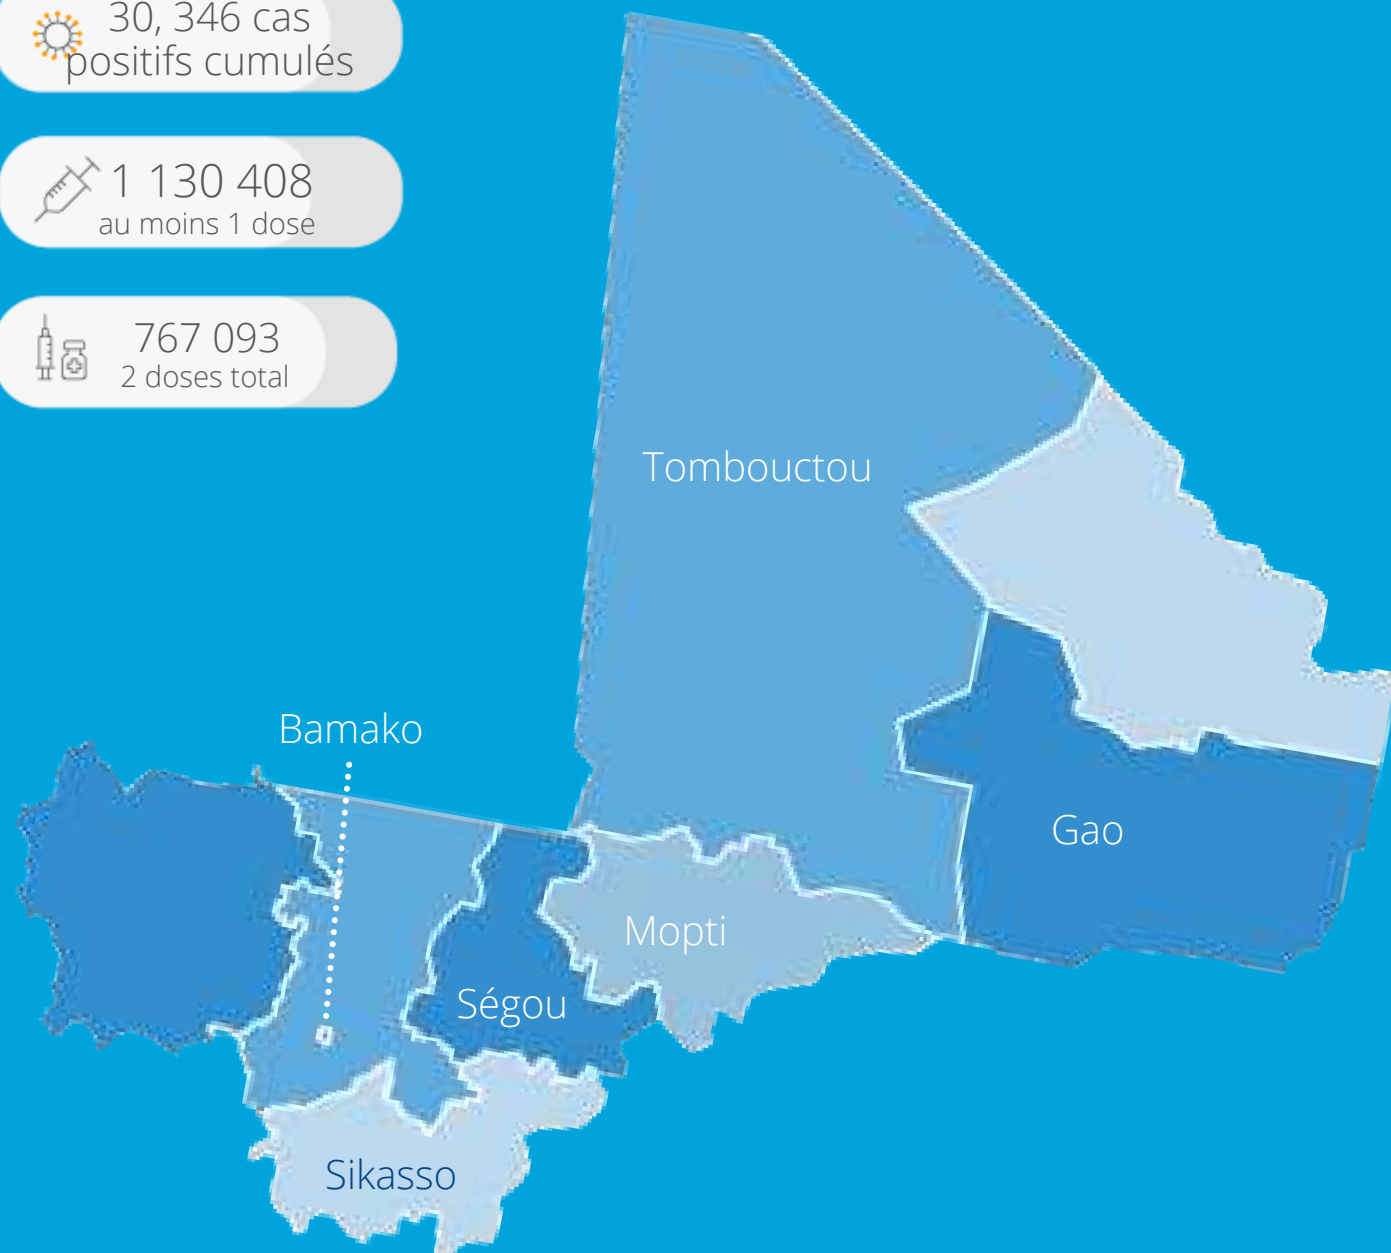 30, 346 cas
positifs cumulés
1 130 408
au moins 1 dose
767 093
2 doses total
Tombouctou
Bamako
Gao
Mopti
Ségou
Sikasso